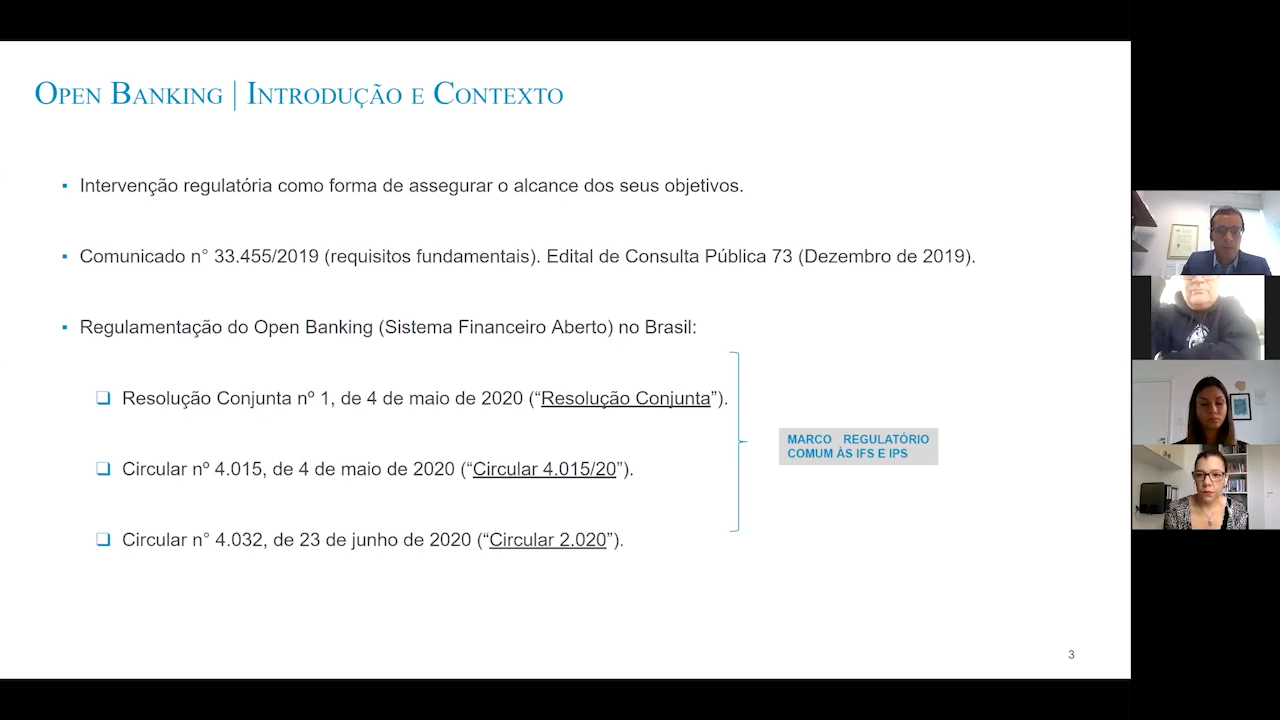 OPEN BANKING | INTRODUÇÃO E CONTEXTO
▪ Intervenção regulatória como forma de assegurar o alcance dos seus objetivos.
▪ Comunicado n° 33.455/2019 (requisitos fundamentais). Edital de Consulta Pública 73 (Dezembro de 2019).
▪ Regulamentação do Open Banking (Sistema Financeiro Aberto) no Brasil:
❑ Resolução Conjunta nº 1, de 4 de maio de 2020 (“Resolução Conjunta”).
MARCO REGULATÓRIO
COMUM ÀS IFS E IPS
❑ Circular nº 4.015, de 4 de maio de 2020 (“Circular 4.015/20”).
❑ Circular n° 4.032, de 23 de junho de 2020 (“Circular 2.020”).
3